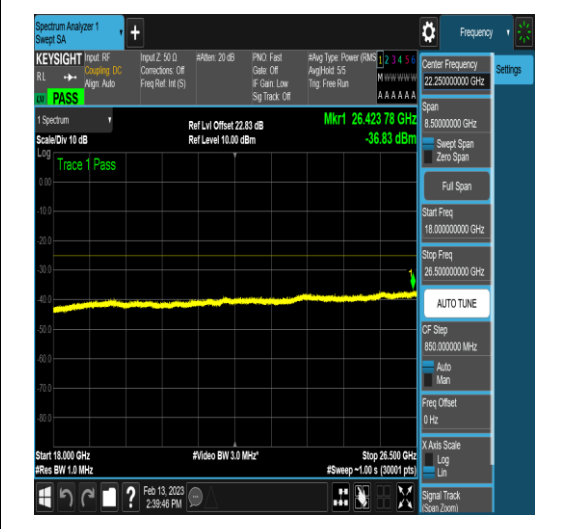 Spectrum Analyzer 1
Swept SA
Frequency
KEYSIGHT
RL
PASS
Input: RF
Coupling: DC
Align: Auto
Input Z: 50 Ω
Corrections: Off
Freq Ref: Int (S)
#Atten: 20 dB
PNO: Fast
Gate: Off
IF Gain: Low
Sig Track: Off
#Avg Type: Power (RMS
Avg|Hold: 5/5
Trig: Free Run
1 2 3 4 5 6
M w w w w w
A A A A A A
Center Frequency
22.250000000 GHz
Settings
Span
8.50000000 GHz
Swept Span
Zero Span
Full Span
Start Freq
18.000000000 GHz
Stop Freq
26.500000000 GHz
AUTO TUNE
CF Step
850.000000 MHz
Auto
Man
Freq Offset
0 Hz
X Axis Scale
Log
Lin
Signal Track
(Span Zoom)
1 Spectrum
Scale/Div 10 dB
Ref Lvl Offset 22.83 dB
Ref Level 10.00 dBm
Mkr1 26.423 78 GHz
-36.83 dBm
Log
Trace 1 Pass
0.00
-10.0
-20.0
-30.0
-40.0
-50.0
-60.0
-70.0
-80.0
1
Start 18.000 GHz
#Res BW 1.0 MHz
#Video BW 3.0 MHz*
Stop 26.500 GHz
#Sweep ~1.00 s (30001 pts)
Feb 13, 2023
2:39:46 PM